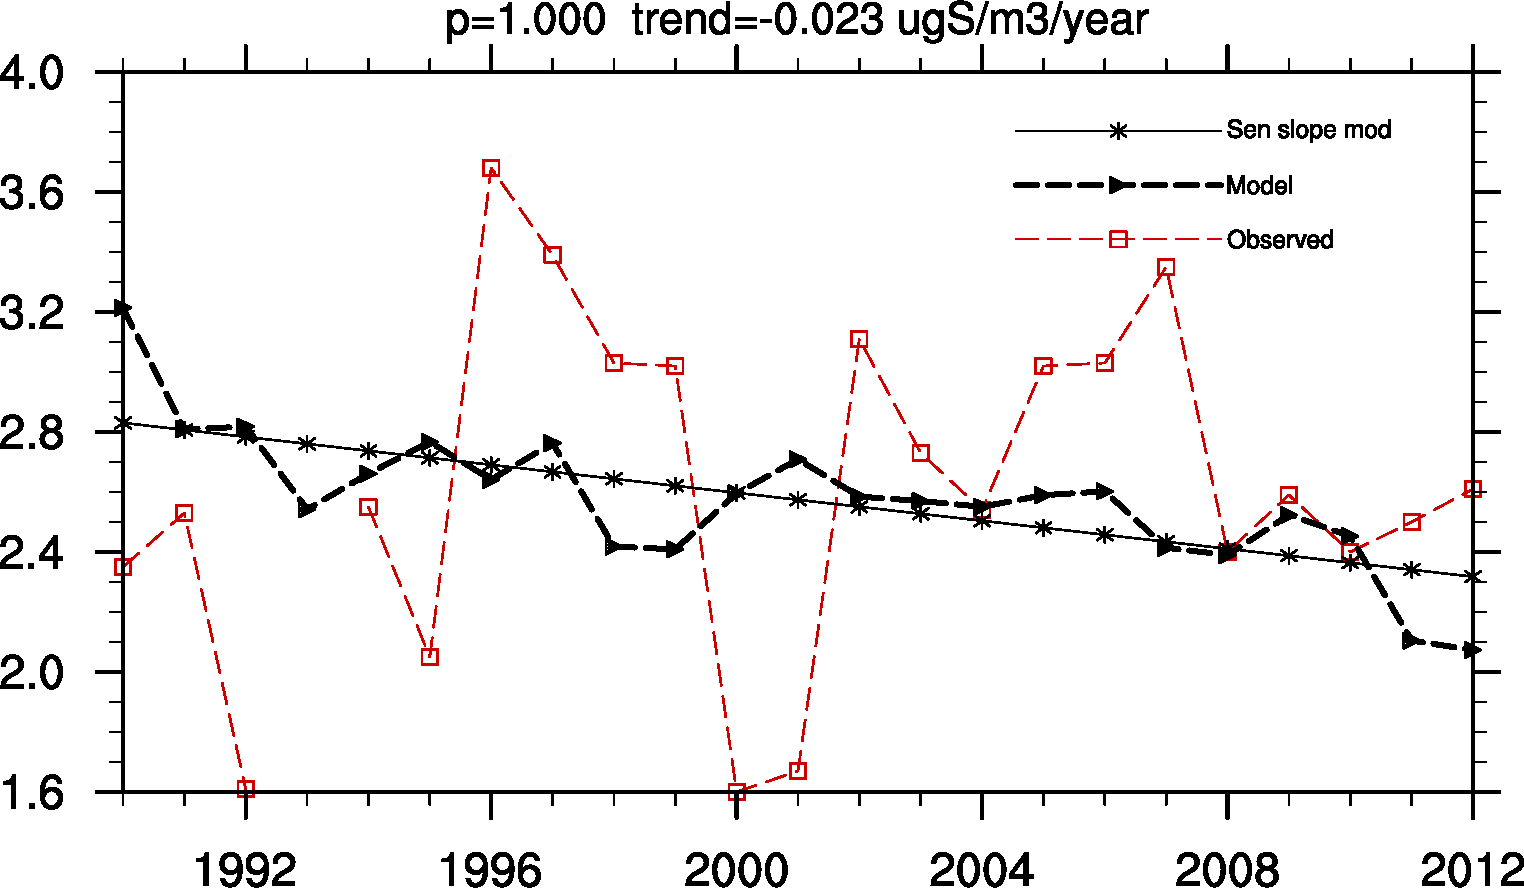 p=1.000 trend=-0.023 ugS/m3/year
4.0
3.6
3.2
2.8
2.4
2.0
1.6
Sen slope mod
Model
Observed
1992 1996 2000 2004 2008 2012